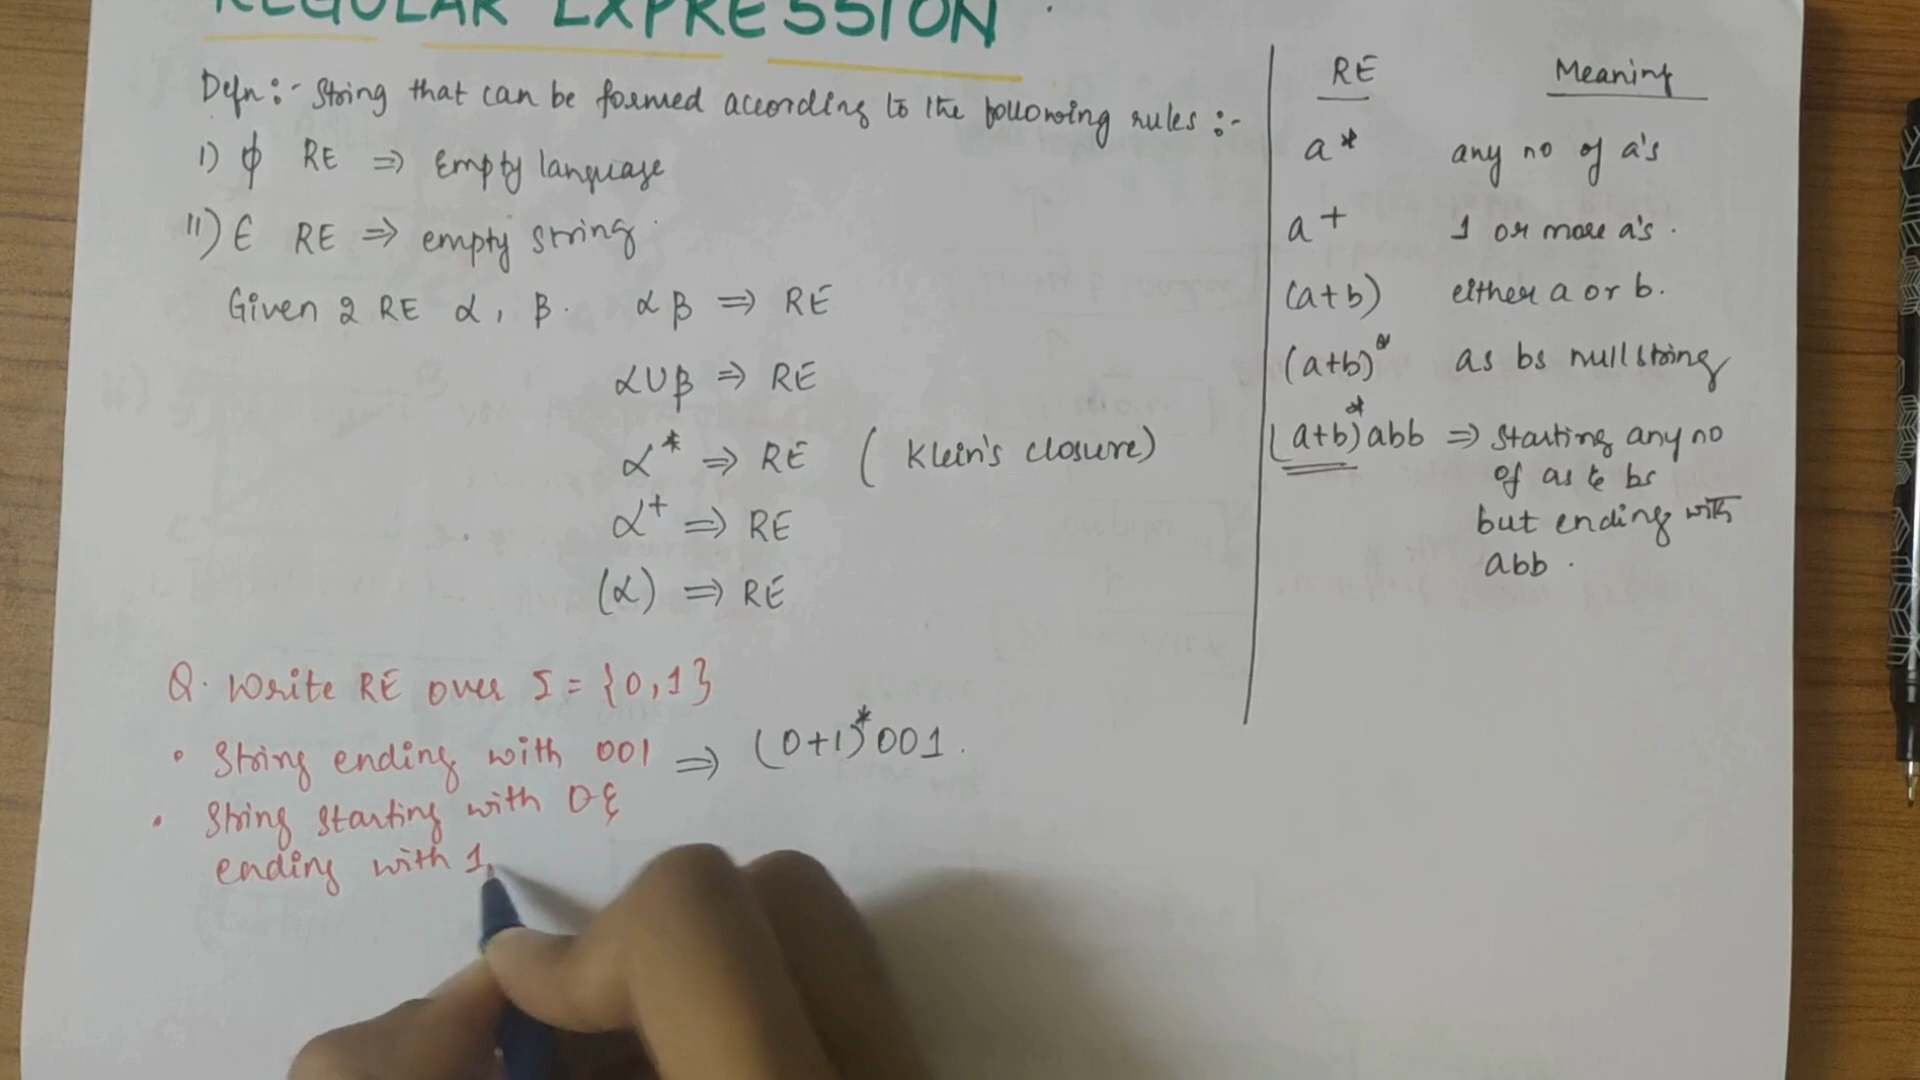 REGULAR EXPRESSION
Defn:- String that can be formed according to the following rules :-
I) ϕ RE => Empty language
II) ∈ RE => empty string.
Given 2 RE α, β. αβ => RE
α∪β => RE
α* => RE ( Klein's closure)
α+ => RE
(α) => RE
Q. Write RE over Σ = {0,1}
• String ending with 001 => (0+1)*001.
• String starting with 0 &
ending with 1.
RE Meaning
a* any no of a's
a+ 1 or more a's.
(a+b) either a or b.
(a+b)* as bs null string
(a+b)*abb => starting any no
of as & bs
but ending with
abb.